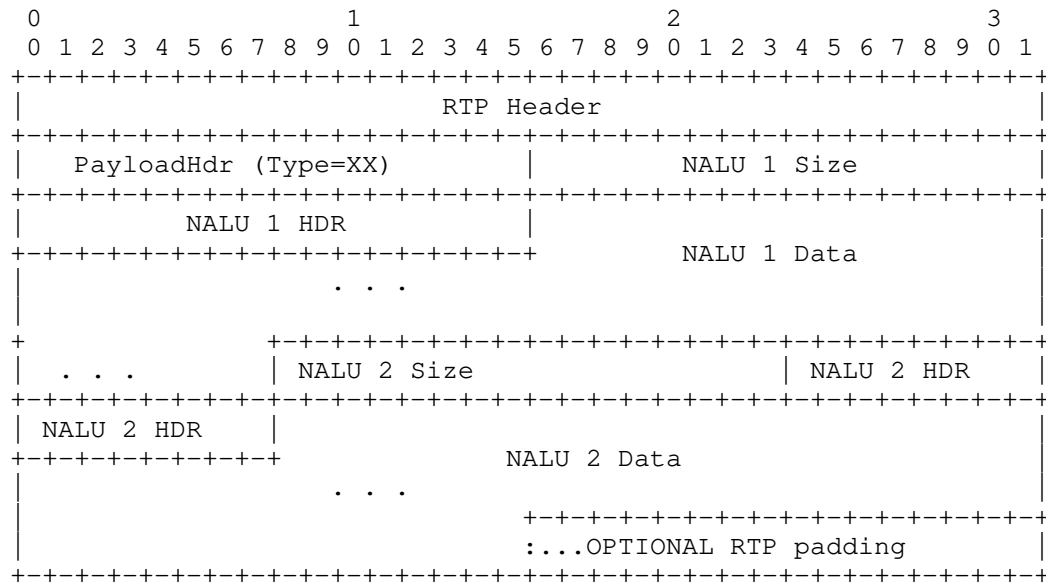 0                   1                   2                   3
 0 1 2 3 4 5 6 7 8 9 0 1 2 3 4 5 6 7 8 9 0 1 2 3 4 5 6 7 8 9 0 1
+-+-+-+-+-+-+-+-+-+-+-+-+-+-+-+-+-+-+-+-+-+-+-+-+-+-+-+-+-+-+-+-+
|                          RTP Header                           |
+-+-+-+-+-+-+-+-+-+-+-+-+-+-+-+-+-+-+-+-+-+-+-+-+-+-+-+-+-+-+-+-+
|   PayloadHdr (Type=XX)        |         NALU 1 Size           |
+-+-+-+-+-+-+-+-+-+-+-+-+-+-+-+-+-+-+-+-+-+-+-+-+-+-+-+-+-+-+-+-+
|          NALU 1 HDR           |                               |
+-+-+-+-+-+-+-+-+-+-+-+-+-+-+-+-+         NALU 1 Data           |
|                   . . .                                       |
|                                                               |
+               +-+-+-+-+-+-+-+-+-+-+-+-+-+-+-+-+-+-+-+-+-+-+-+-+
|  . . .        | NALU 2 Size                   | NALU 2 HDR    |
+-+-+-+-+-+-+-+-+-+-+-+-+-+-+-+-+-+-+-+-+-+-+-+-+-+-+-+-+-+-+-+-+
| NALU 2 HDR    |                                               |
+-+-+-+-+-+-+-+-+              NALU 2 Data                      |
|                   . . .                                       |
|                               +-+-+-+-+-+-+-+-+-+-+-+-+-+-+-+-+
|                               :...OPTIONAL RTP padding        |
+-+-+-+-+-+-+-+-+-+-+-+-+-+-+-+-+-+-+-+-+-+-+-+-+-+-+-+-+-+-+-+-+